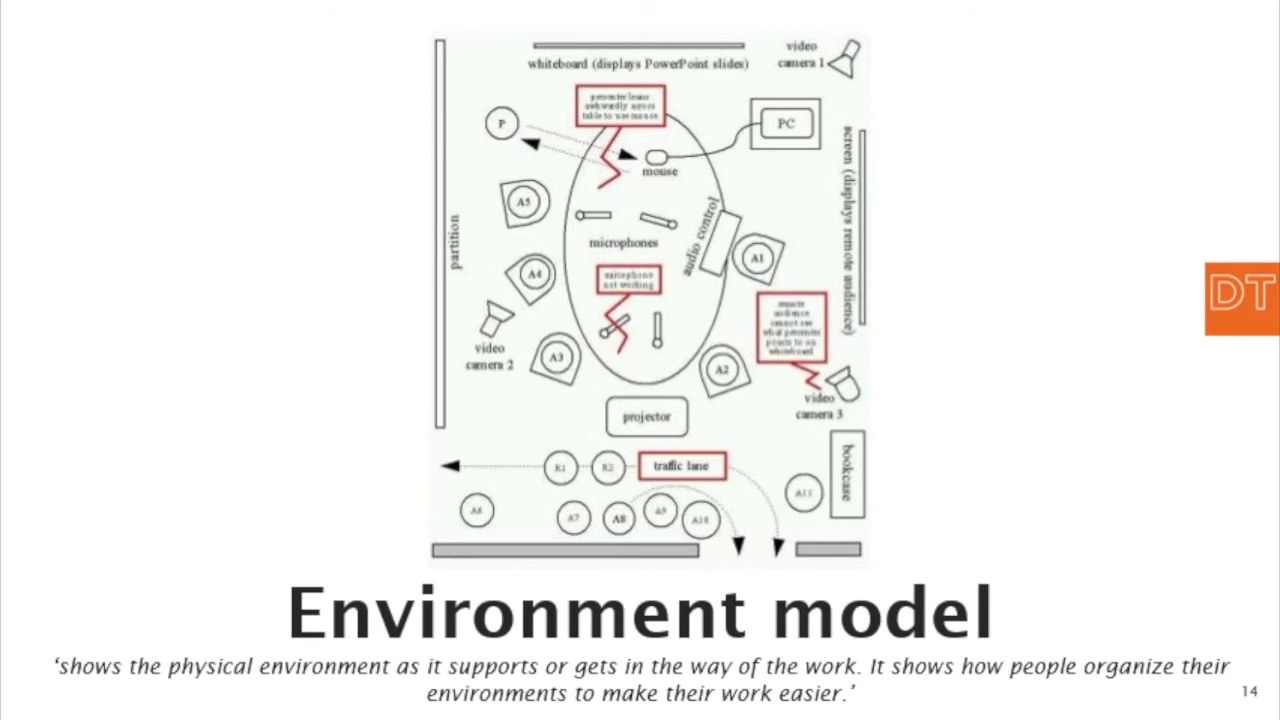 video
camera 1
whiteboard (displays PowerPoint slides)
presenter leans
awkwardly across
table to use mouse
P
PC
mouse
screen (displays remote audience)
A5
partition
microphones
audio control
A1
A4
microphone
not working
remote
audience
cannot see
what presenter
points to on
whiteboard
video
camera 2
A3
A2
video
camera 3
projector
bookcase
R1
R2
traffic lane
A11
A6
A7
A8
A9
A10
DT
Environment model
‘shows the physical environment as it supports or gets in the way of the work. It shows how people organize their
environments to make their work easier.’
14